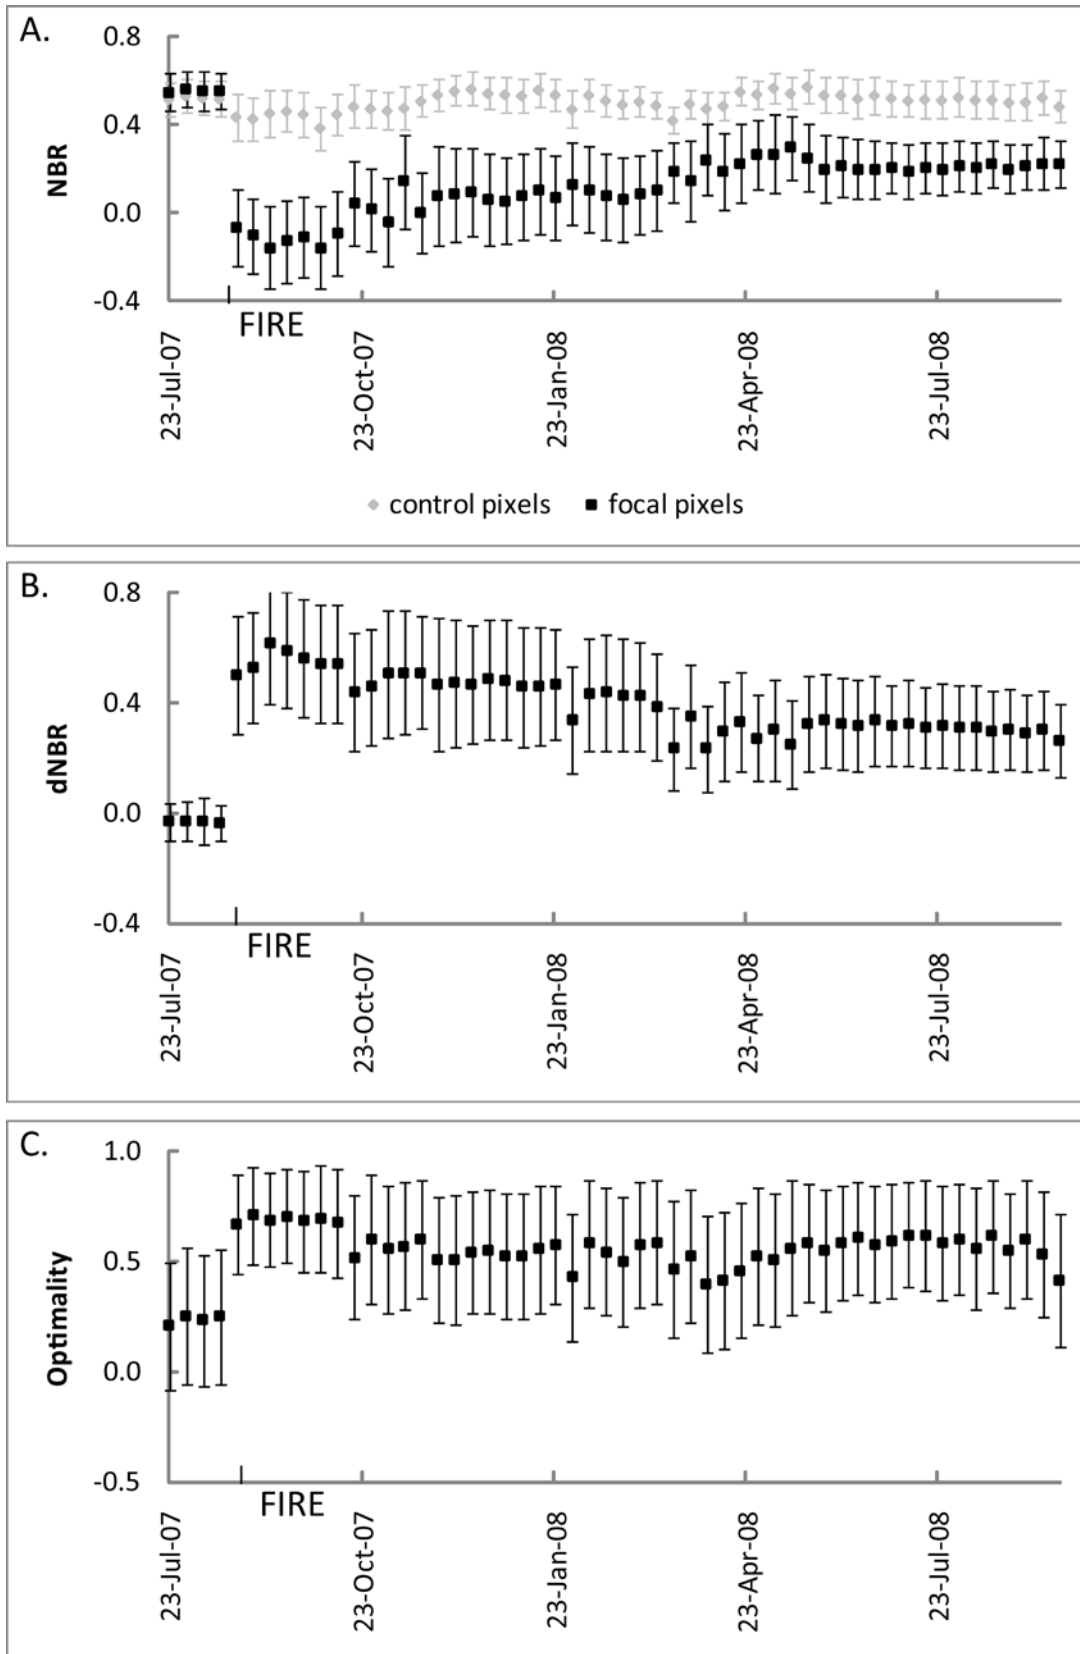 A.
0.8
0.4
0.0
-0.4
NBR
FIRE
23-Jul-07
23-Oct-07
23-Jan-08
23-Apr-08
23-Jul-08
control pixels
focal pixels
B.
0.8
0.4
0.0
-0.4
dNBR
FIRE
23-Jul-07
23-Oct-07
23-Jan-08
23-Apr-08
23-Jul-08
C.
1.0
0.5
0.0
-0.5
Optimality
FIRE
23-Jul-07
23-Oct-07
23-Jan-08
23-Apr-08
23-Jul-08